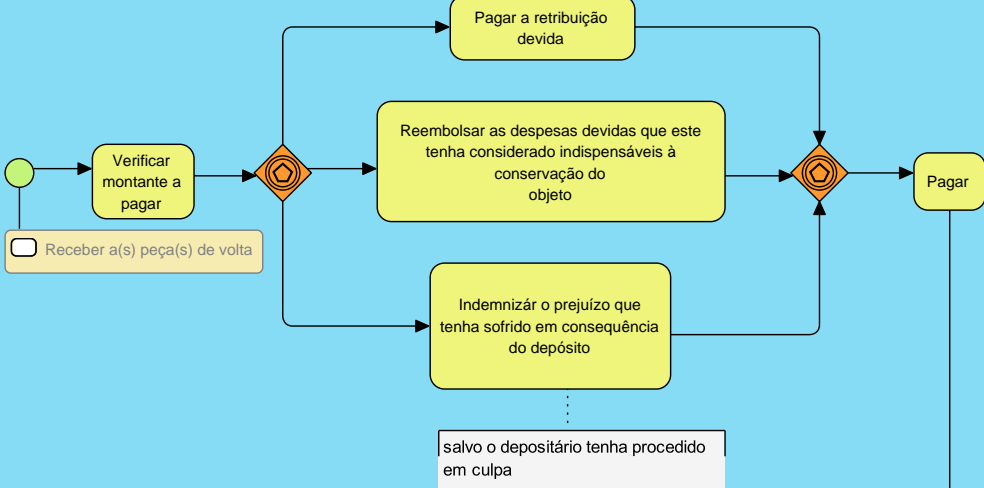 Pagar a retribuição
devida
Reembolsar as despesas devidas que este
tenha considerado indispensáveis à
conservação do
objeto
Verificar
montante a
pagar
Pagar
Receber a(s) peça(s) de volta
Indemnizár o prejuízo que
tenha sofrido em consequência
do depósito
salvo o depositário tenha procedido
em culpa